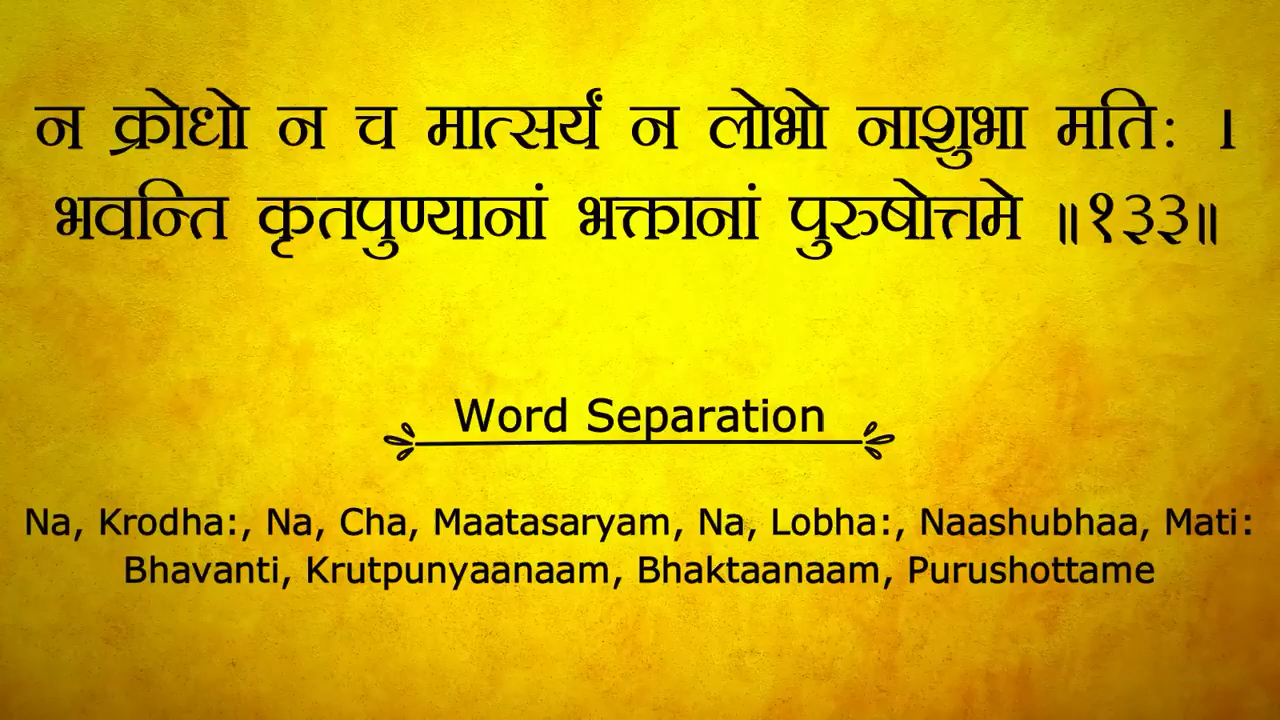 न क्रोधो न च मात्सर्यं न लोभो नाशुभा मतिः ।
भवन्ति कृतपुण्यानां भक्तानां पुरुषोत्तमे ॥१३३॥
Word Separation
Na, Krodha:, Na, Cha, Maatasaryam, Na, Lobha:, Naashubhaa, Mati:
Bhavanti, Krutpunyaanaam, Bhaktaanaam, Purushottame